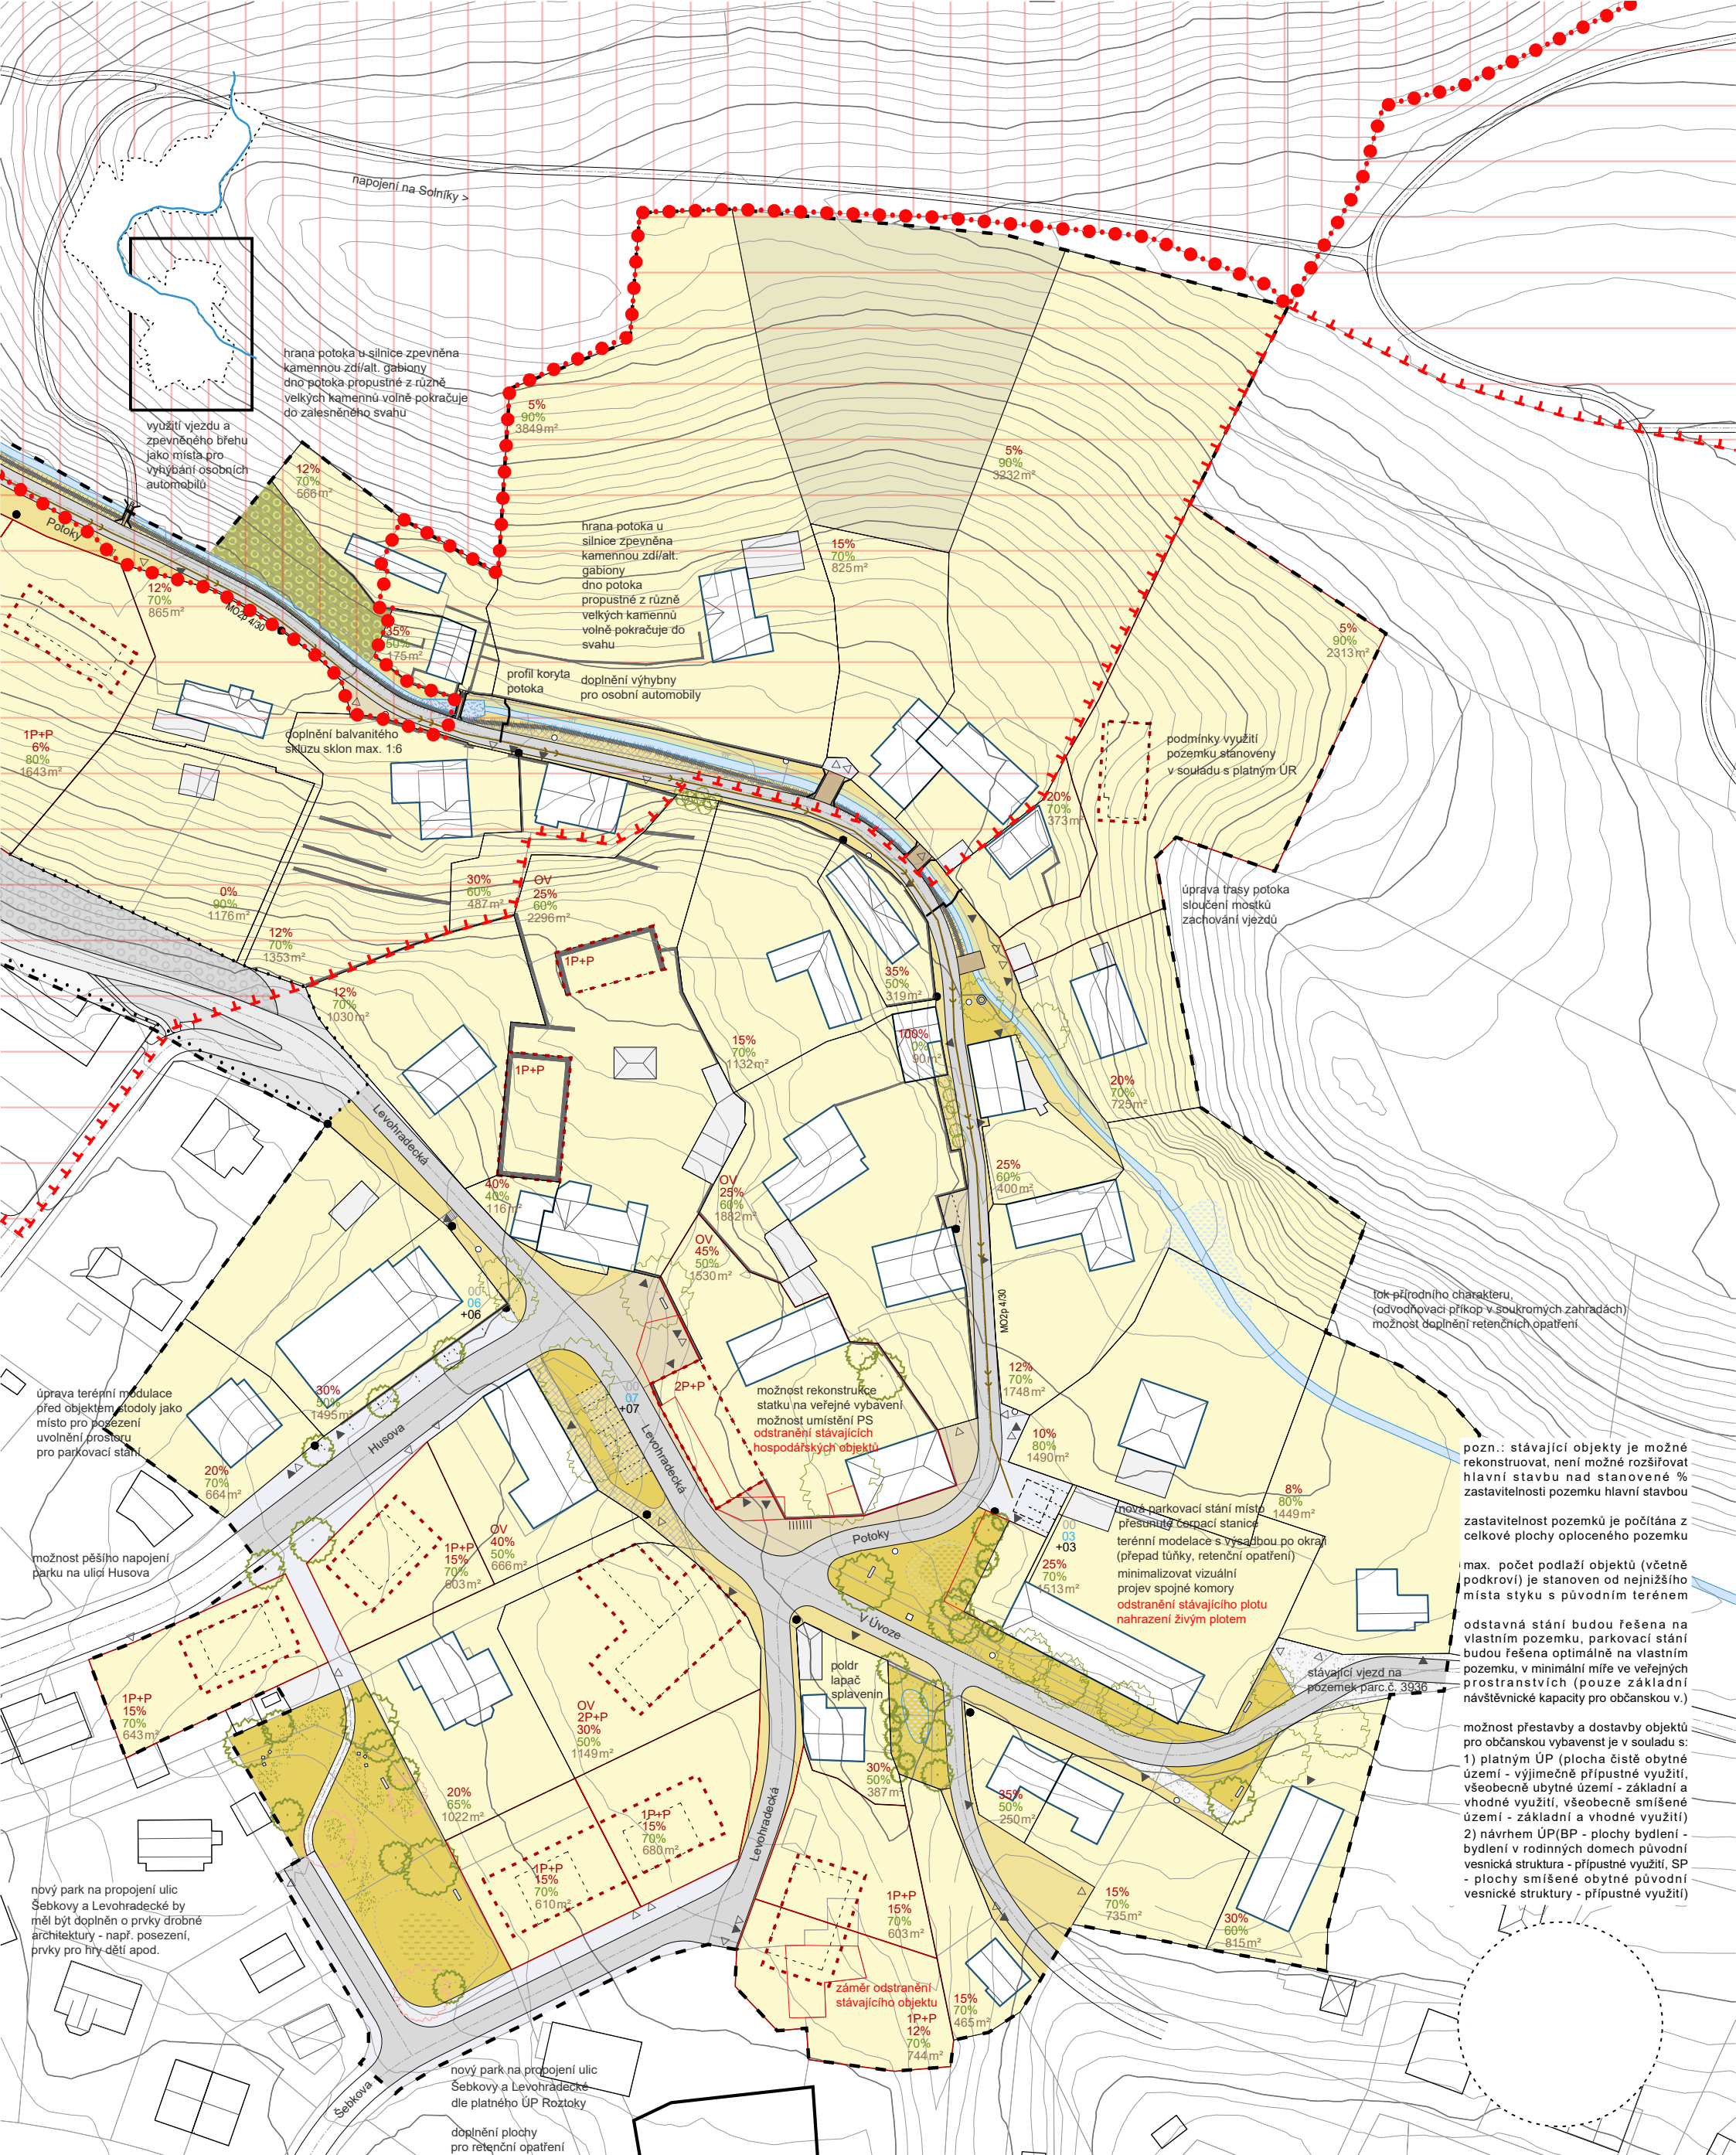 napojení na Solníky >
hrana potoka u silnice zpevněna
kamennou zdí/alt. gabiony
dno potoka propustné z různě
velkých kamennů volně pokračuje
do zalesněného svahu
využití vjezdu a
zpevněného břehu
jako místa pro
vyhýbání osobních
automobilů
5%
90%
3849m²
5%
90%
3232m²
12%
70%
566m²
Potoky
hrana potoka u
silnice zpevněna
kamennou zdí/alt.
gabiony
dno potoka
propustné z různě
velkých kamennů
volně pokračuje do
svahu
15%
70%
825m²
12%
70%
865m²
MO2p 4/30
35%
50%
175m²
5%
90%
2313m²
profil koryta
potoka
doplnění výhybny
pro osobní automobily
doplnění balvanitého
skluzu sklon max. 1:6
1P+P
6%
80%
1643m²
podmínky využití
pozemku stanoveny
v souladu s platným ÚR
20%
70%
373m²
0%
90%
1176m²
30%
60%
487m²
OV
25%
60%
2296m²
úprava trasy potoka
sloučení mostků
zachování vjezdů
12%
70%
1353m²
1P+P
35%
50%
319m²
12%
70%
1030m²
15%
70%
1132m²
100%
0%
90m²
1P+P
20%
70%
725m²
Levohradecká
40%
40%
116m²
OV
25%
60%
1882m²
25%
60%
400m²
OV
45%
50%
1530m²
00
06
+06
MO2p 4/30
tok přírodního charakteru,
(odvodňovací příkop v soukromých zahradách)
možnost doplnění retenčních opatření
úprava terénní modulace
před objektem stodoly jako
místo pro posezení
uvolnění prostoru
pro parkovací stání
30%
50%
1495m²
Husova
00
07
+07
2P+P
možnost rekonstrukce
statku na veřejné vybavení
možnost umístění PS
odstranění stávajících
hospodářských objektů
12%
70%
1748m²
Levohradecká
20%
70%
664m²
10%
80%
1490m²
8%
80%
1449m²
Potoky
nová parkovací stání místo
přesunuté čerpací stanice
00
03
+03
terénní modelace s výsadbou po okraji
(přepad tůňky, retenční opatření)
minimalizovat vizuální
projev spojné komory
odstranění stávajícího plotu
nahrazení živým plotem
25%
70%
1513m²
možnost pěšího napojení
parku na ulici Husova
1P+P
15%
70%
603m²
OV
40%
50%
666m²
V Úvoze
pozn.: stávající objekty je možné
rekonstruovat, není možné rozšiřovat
hlavní stavbu nad stanovené %
zastavitelnosti pozemku hlavní stavbou
zastavitelnost pozemků je počítána z
celkové plochy oploceného pozemku
max. počet podlaží objektů (včetně
podkroví) je stanoven od nejnižšího
místa styku s původním terénem
odstavná stání budou řešena na
vlastním pozemku, parkovací stání
budou řešena optimálně na vlastním
pozemku, v minimální míře ve veřejných
prostranstvích (pouze základní
návštěvnické kapacity pro občanskou v.)
možnost přestavby a dostavby objektů
pro občanskou vybavenst je v souladu s:
1) platným ÚP (plocha čistě obytné
území - výjimečně přípustné využití,
všeobecně ubytné území - základní a
vhodné využití, všeobecně smíšené
území - základní a vhodné využití)
2) návrhem ÚP(BP - plochy bydlení -
bydlení v rodinných domech původní
vesnická struktura - přípustné využití, SP
- plochy smíšené obytné původní
vesnické struktury - přípustné využití)
poldr
lapač
splavenin
stávající vjezd na
pozemek parc.č. 3936
1P+P
15%
70%
643m²
OV
2P+P
30%
50%
1149m²
30%
50%
387m²
35%
50%
250m²
20%
65%
1022m²
1P+P
15%
70%
680m²
Levohradecká
1P+P
15%
70%
610m²
nový park na propojení ulic
Šebkovy a Levohradecké by
měl být doplněn o prvky drobné
architektury - např. posezení,
prvky pro hry dětí apod.
1P+P
15%
70%
603m²
15%
70%
735m²
30%
60%
815m²
záměr odstranění
stávajícího objektu
15%
70%
465m²
1P+P
12%
70%
744m²
Šebkova
nový park na propojení ulic
Šebkovy a Levohradecké
dle platného ÚP Roztoky
doplnění plochy
pro retenční opatření